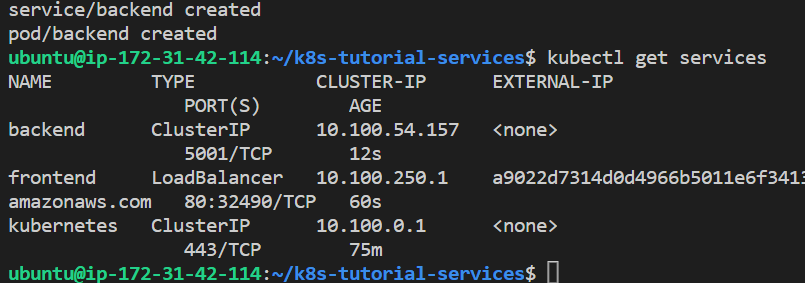 service/backend created
pod/backend created
ubuntu@ip-172-31-42-114:~/k8s-tutorial-services$ kubectl get services
NAME TYPE CLUSTER-IP EXTERNAL-IP
PORT(S) AGE
backend ClusterIP 10.100.54.157 <none>
5001/TCP 12s
frontend LoadBalancer 10.100.250.1 a9022d7314d0d4966b5011e6f3413
amazonaws.com 80:32490/TCP 60s
kubernetes ClusterIP 10.100.0.1 <none>
443/TCP 75m
ubuntu@ip-172-31-42-114:~/k8s-tutorial-services$